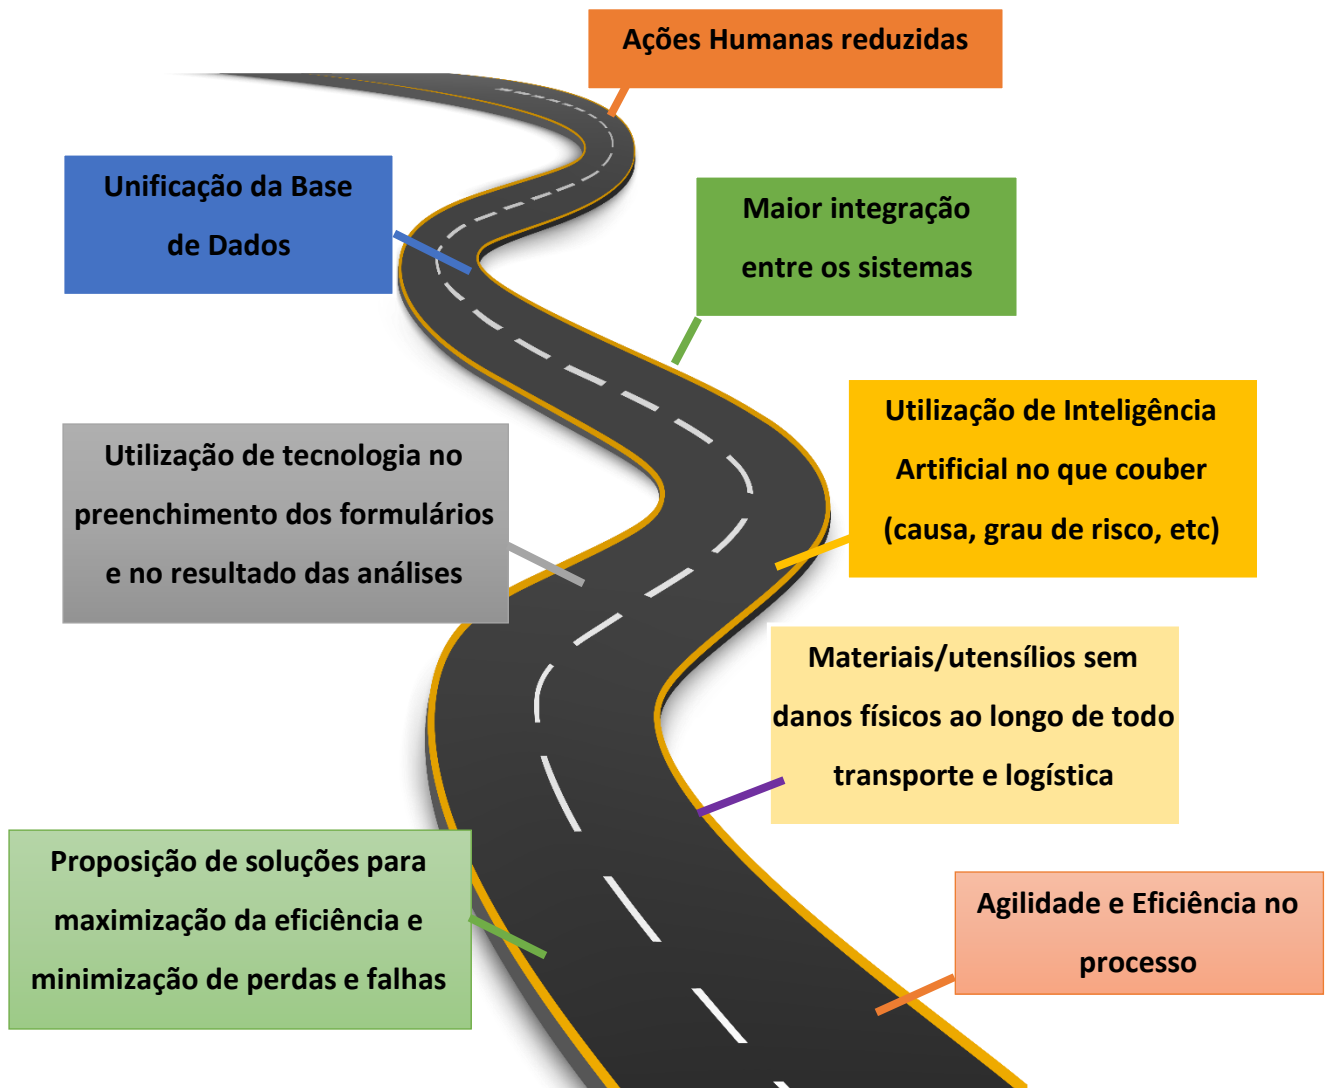 Ações Humanas reduzidas
Unificação da Base
de Dados
Maior integração
entre os sistemas
Utilização de Inteligência
Artificial no que couber
(causa, grau de risco, etc)
Utilização de tecnologia no
preenchimento dos formulários
e no resultado das análises
Materiais/utensílios sem
danos físicos ao longo de todo
transporte e logística
Proposição de soluções para
maximização da eficiência e
minimização de perdas e falhas
Agilidade e Eficiência no
processo